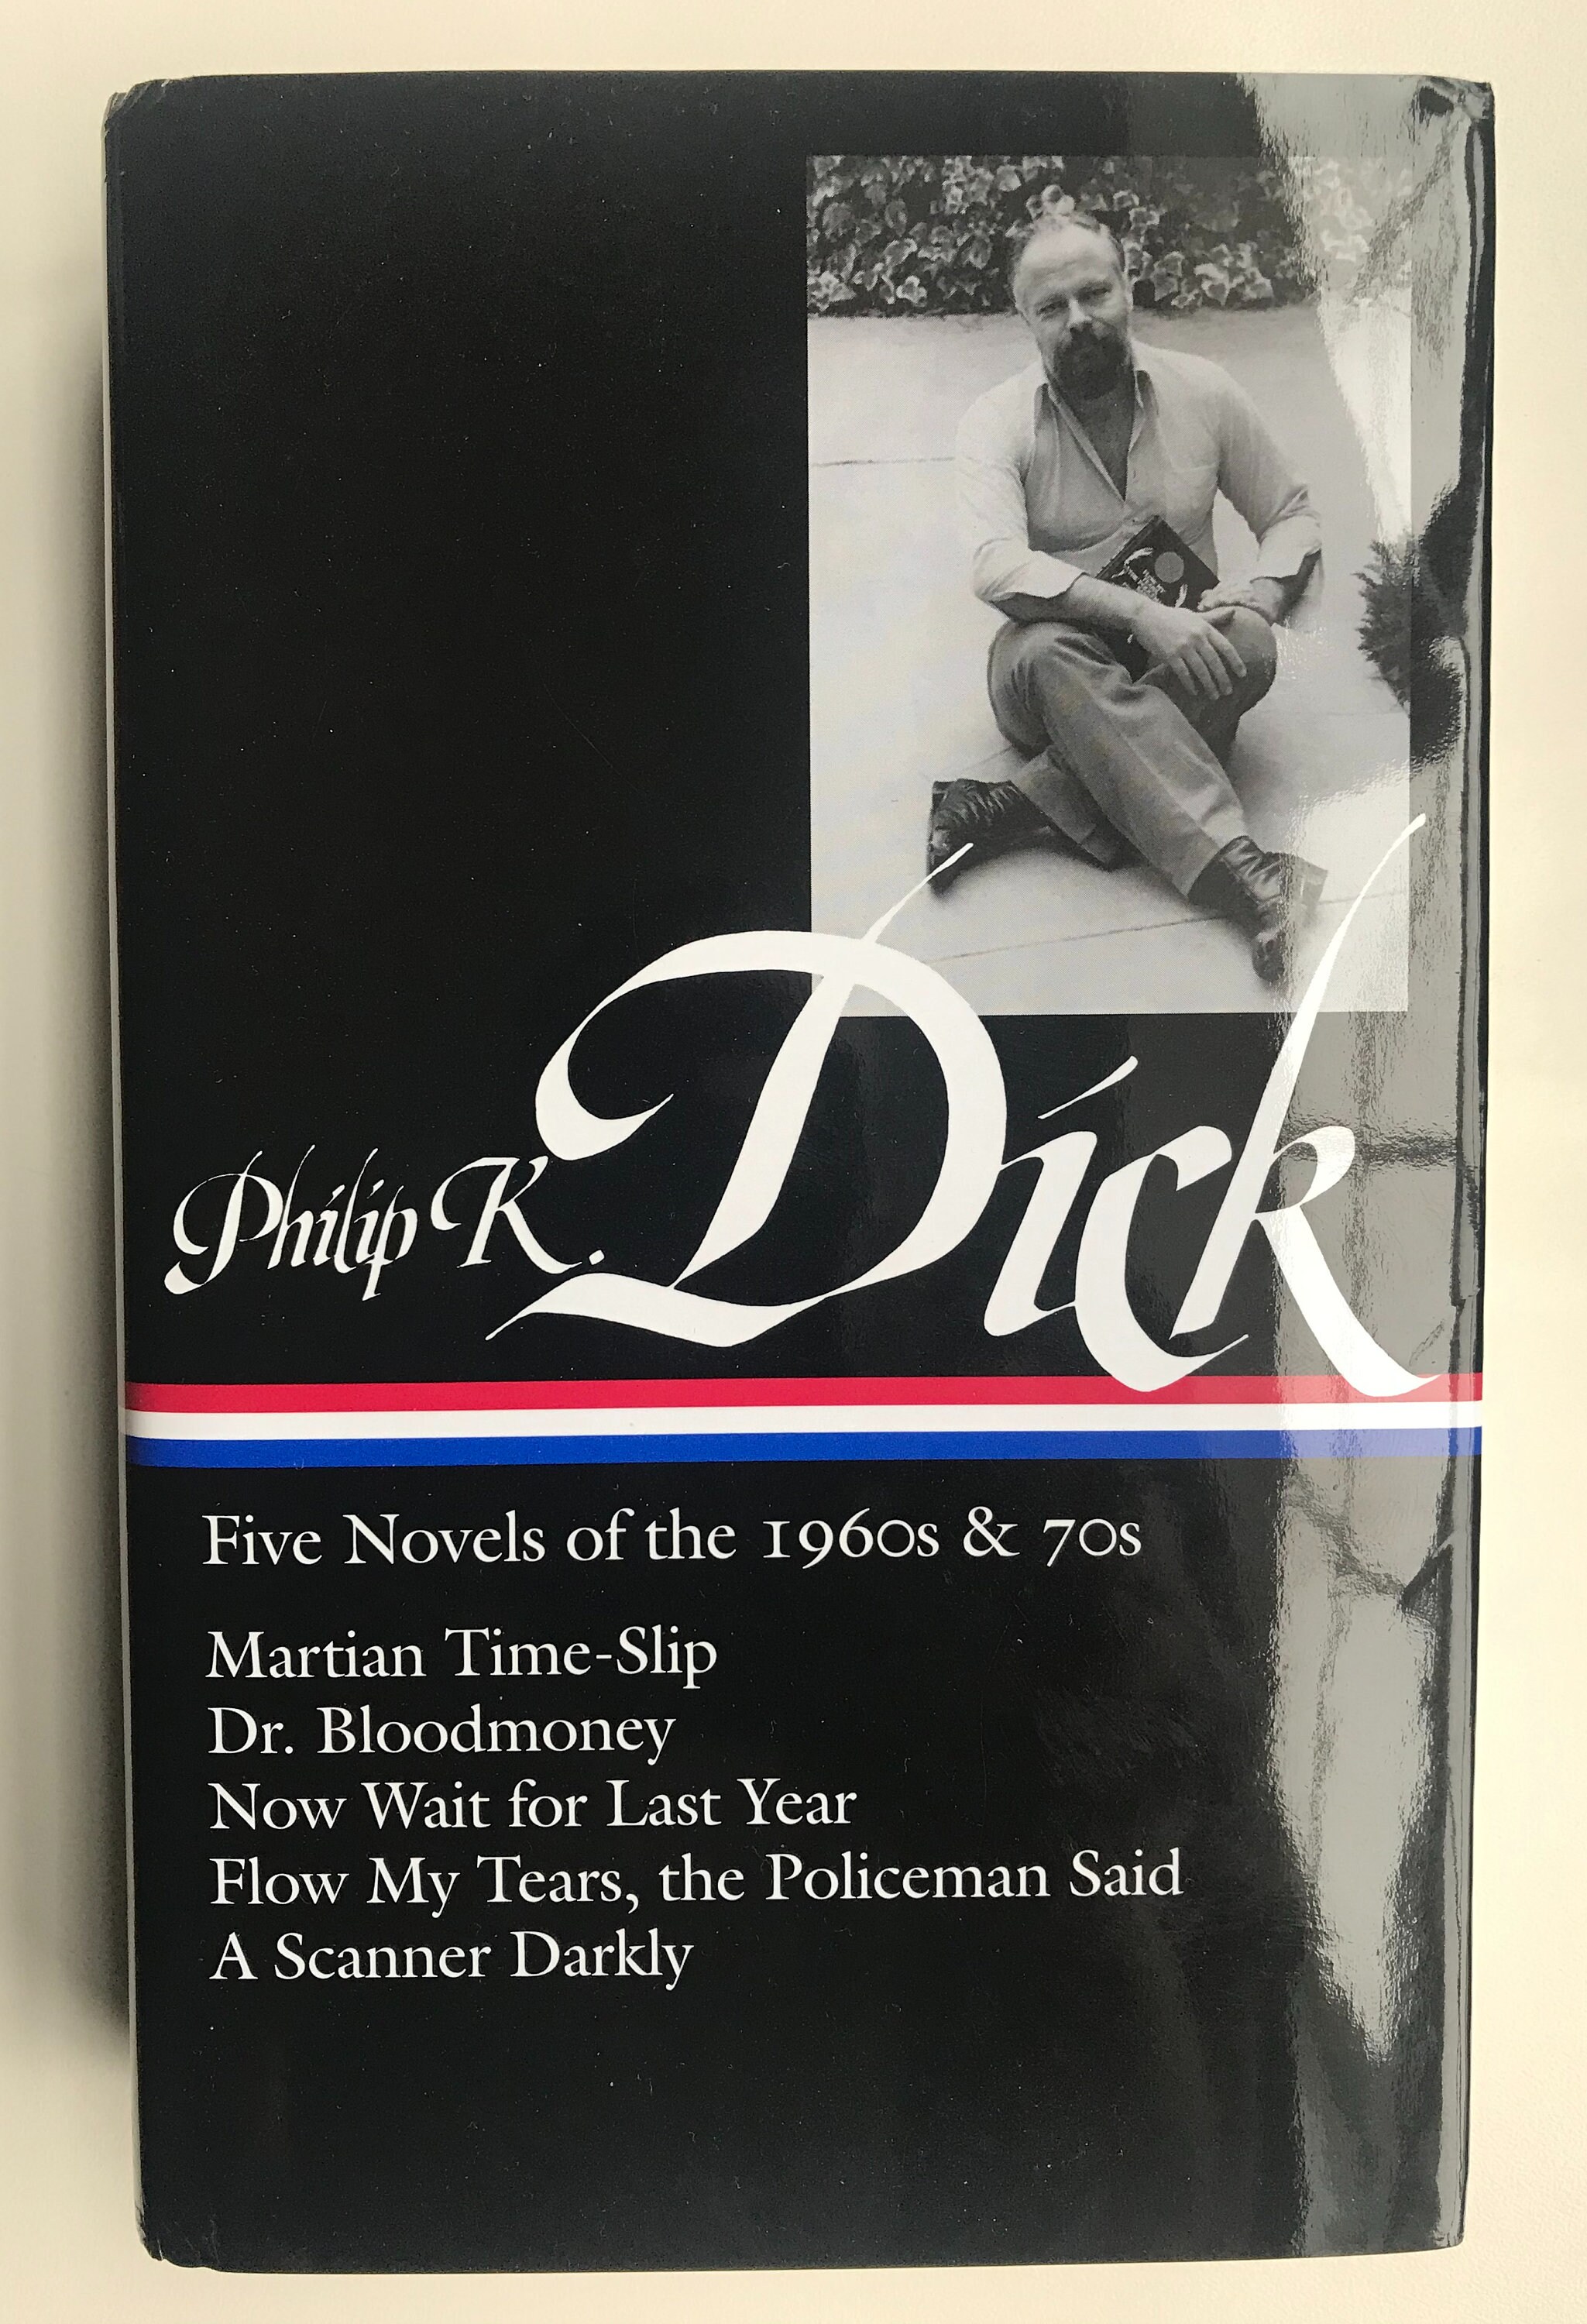 Philip K. Dick
Five Novels of the 1960s & 70s
Martian Time-Slip
Dr. Bloodmoney
Now Wait for Last Year
Flow My Tears, the Policeman Said
A Scanner Darkly